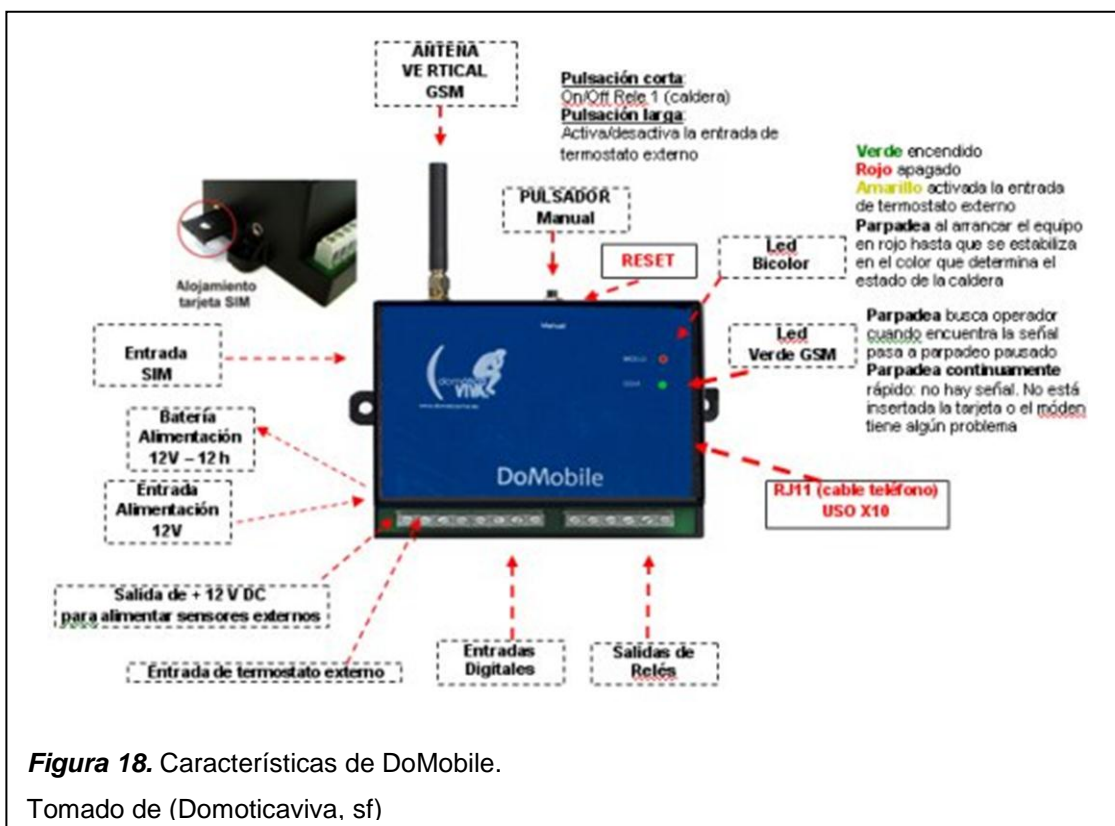 ANTENA
VERTICAL
GSM
Pulsación corta:
On/Off Rele 1 (caldera)
Pulsación larga:
Activa/desactiva la entrada de
termostato externo
Verde encendido
Rojo apagado
Amarillo activada la entrada
de termostato externo
Parpadea al arrancar el equipo
en rojo hasta que se estabiliza
en el color que determina el
estado de la caldera
PULSADOR
Manual
RESET
Led
Bicolor
Alojamiento
tarjeta SIM
Parpadea busca operador
cuando encuentra la señal
pasa a parpadeo pausado
Parpadea continuamente
rápido: no hay señal. No está
insertada la tarjeta o el móden
tiene algún problema
Led
Verde GSM
Manual
Entrada
SIM
VIVA
Batería
Alimentación
12V – 12 h
DoMobile
Entrada
Alimentación
12V
RJ11 (cable teléfono)
USO X10
Salida de + 12 V DC
para alimentar sensores externos
Entrada de termostato externo
Entradas
Digitales
Salidas de
Relés
Figura 18. Características de DoMobile.
Tomado de (Domoticaviva, sf)